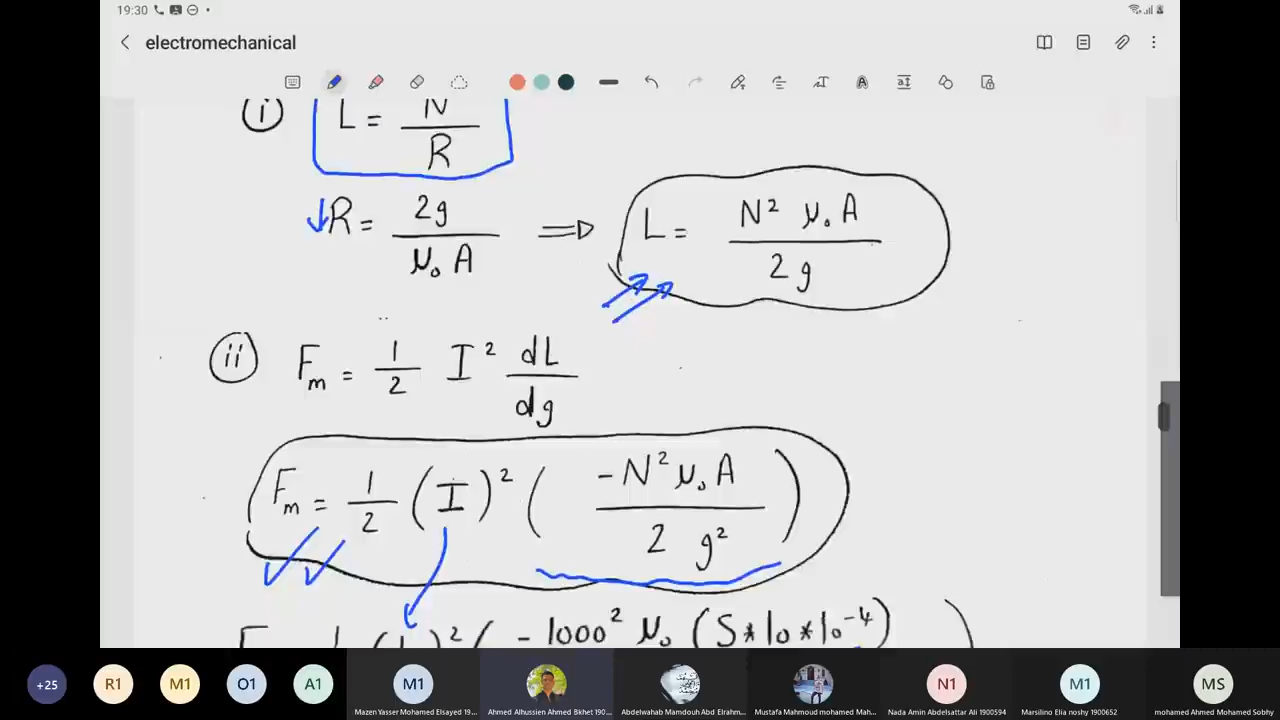 19:30
electromechanical
i L = N / R
R = 2g / μ₀ A ⇒ L = N² μ₀ A / 2g
ii Fm = 1/2 I² dL/dg
Fm = 1/2 (I)² ( -N² μ₀ A / 2 g² )
( )² ( - 1000² μ₀ (5*10*10⁻⁴) )
+25 R1 M1 O1 A1 M1 N1 M1 MS
Mazen Yasser Mohamed Elsayed 19... Ahmed Alhussien Ahmed Bkhet 190... Abdelwahab Mamdouh Abd Elrahm... Mustafa Mahmoud mohamed Mah... Nada Amin Abdelsattar Ali 1900594 Marsilino Elia noshy 1900652 mohamed Ahmed Mohamed Sobhy